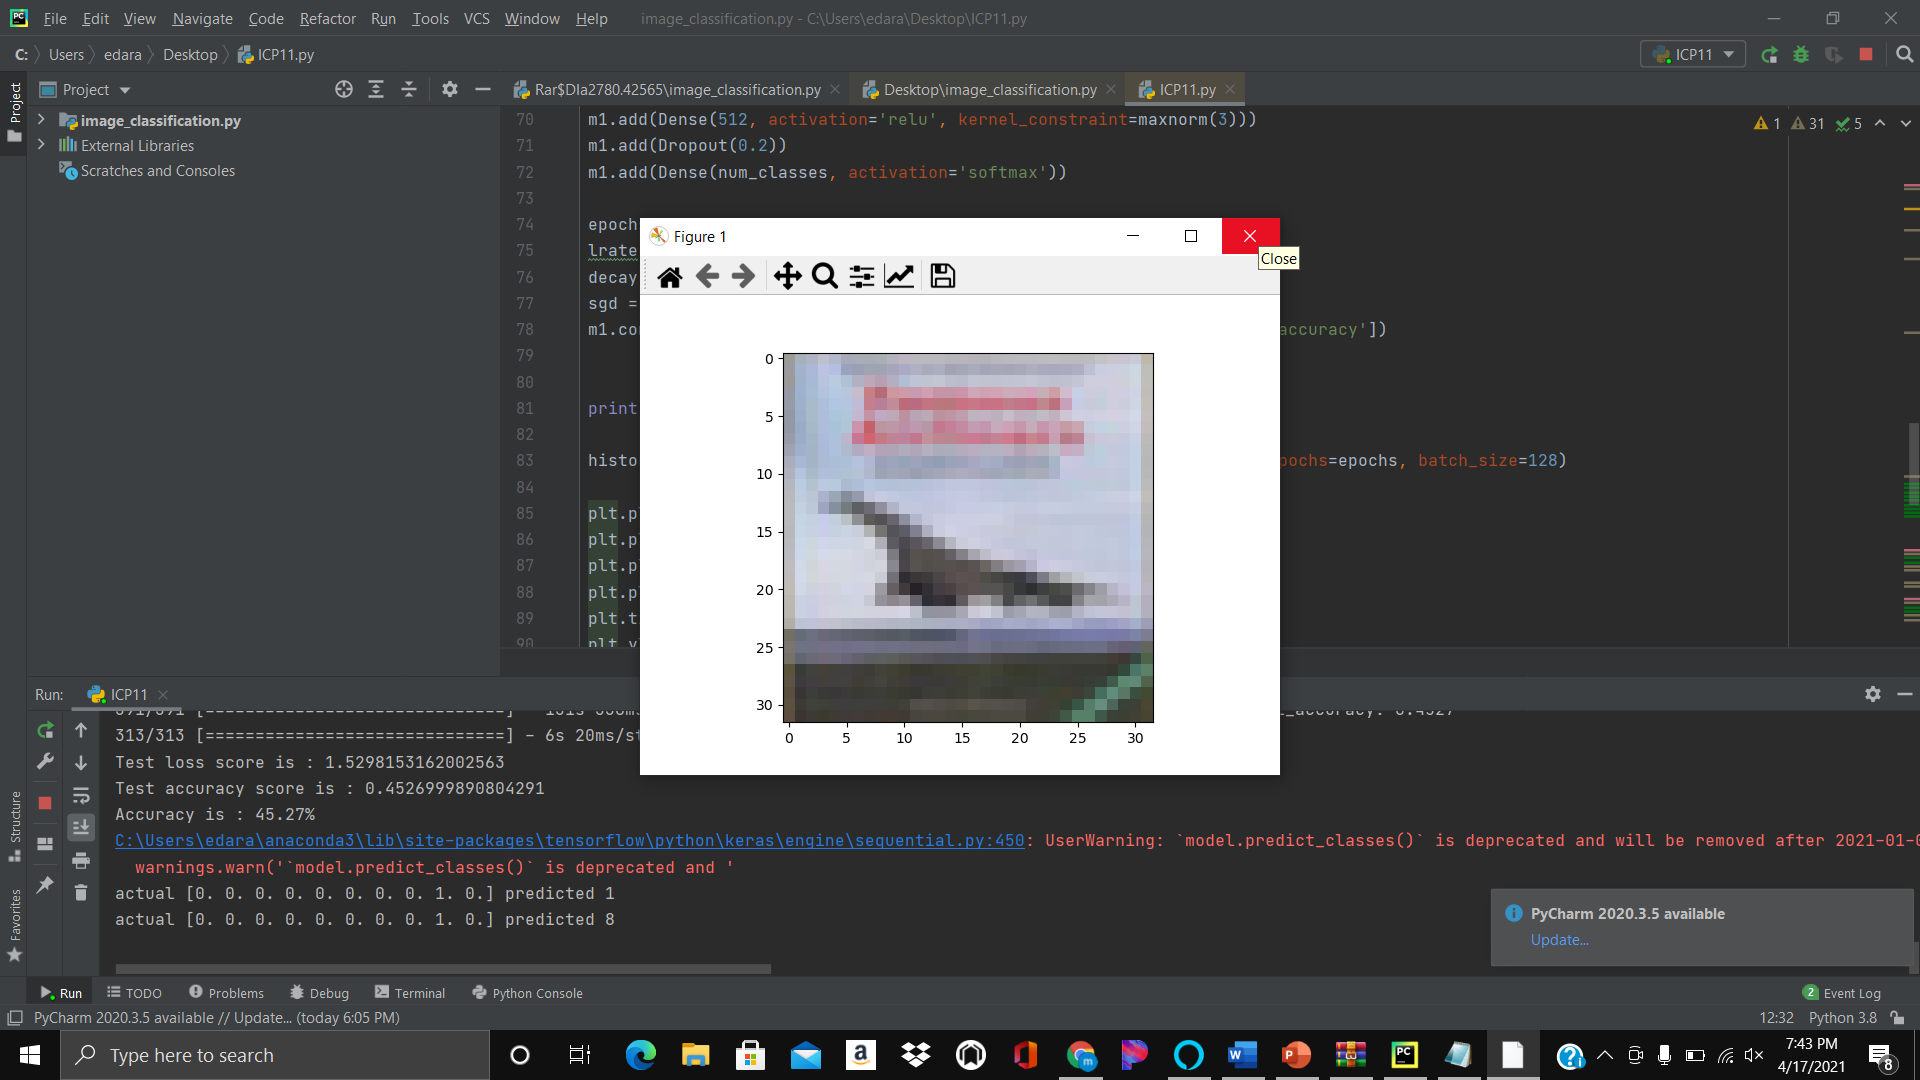 File Edit View Navigate Code Refactor Run Tools VCS Window Help image_classification.py - C:\Users\edara\Desktop\ICP11.py
C: Users edara Desktop ICP11.py ICP11
Project Rar$DIa2780.42565\image_classification.py Desktop\image_classification.py ICP11.py
Project
image_classification.py
External Libraries
Scratches and Consoles
1 31 5
70 m1.add(Dense(512, activation='relu', kernel_constraint=maxnorm(3)))
71 m1.add(Dropout(0.2))
72 m1.add(Dense(num_classes, activation='softmax'))
73
74 epoch
75 lrate
76 decay
77 sgd =
78 m1.co accuracy'])
79
80
81 print
82
83 histo pochs=epochs, batch_size=128)
84
85 plt.p
86 plt.p
87 plt.p
88 plt.p
89 plt.t
90 plt
Figure 1
Close
0
5
10
15
20
25
30
0 5 10 15 20 25 30
Run: ICP11
313/313 [==============================] - 6s 20ms/st
Test loss score is : 1.5298153162002563
Test accuracy score is : 0.4526999890804291
Accuracy is : 45.27%
C:\Users\edara\anaconda3\lib\site-packages\tensorflow\python\keras\engine\sequential.py:450: UserWarning: `model.predict_classes()` is deprecated and will be removed after 2021-01-0
warnings.warn('`model.predict_classes()` is deprecated and '
actual [0. 0. 0. 0. 0. 0. 0. 0. 1. 0.] predicted 1
actual [0. 0. 0. 0. 0. 0. 0. 0. 1. 0.] predicted 8
Structure
Favorites
PyCharm 2020.3.5 available
Update...
Run TODO Problems Debug Terminal Python Console 2 Event Log
PyCharm 2020.3.5 available // Update... (today 6:05 PM) 12:32 Python 3.8
Type here to search
7:43 PM
4/17/2021
8